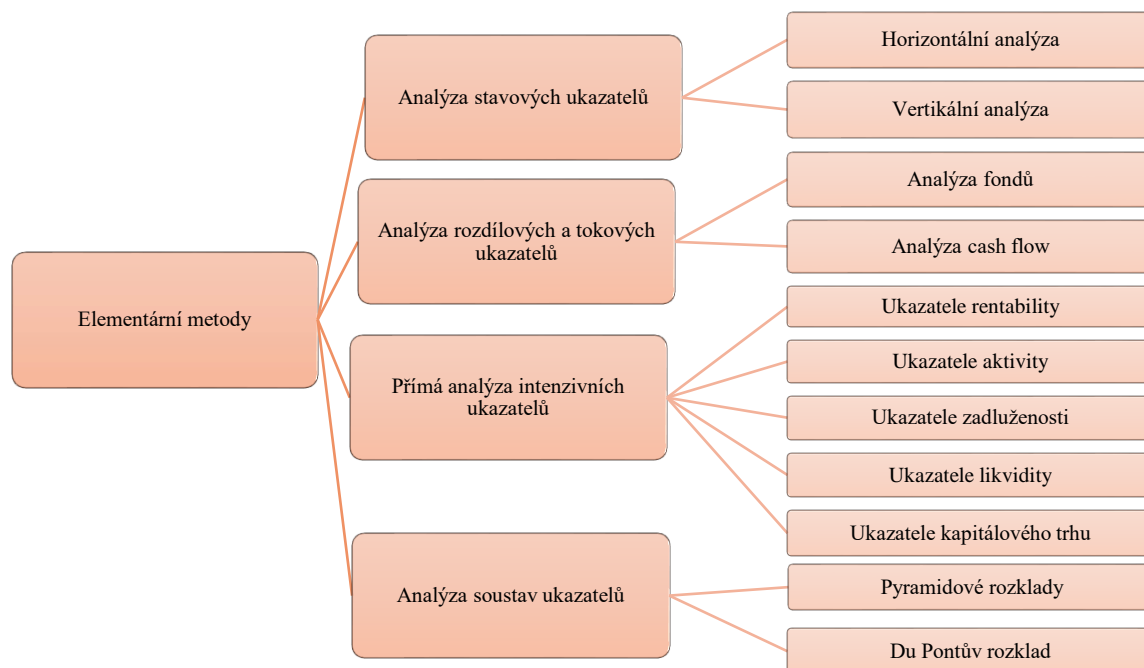 Elementární metody
Analýza stavových ukazatelů
Horizontální analýza
Vertikální analýza
Analýza rozdílových a tokových
ukazatelů
Analýza fondů
Analýza cash flow
Přímá analýza intenzivních
ukazatelů
Ukazatele rentability
Ukazatele aktivity
Ukazatele zadluženosti
Ukazatele likvidity
Ukazatele kapitálového trhu
Analýza soustav ukazatelů
Pyramidové rozklady
Du Pontův rozklad